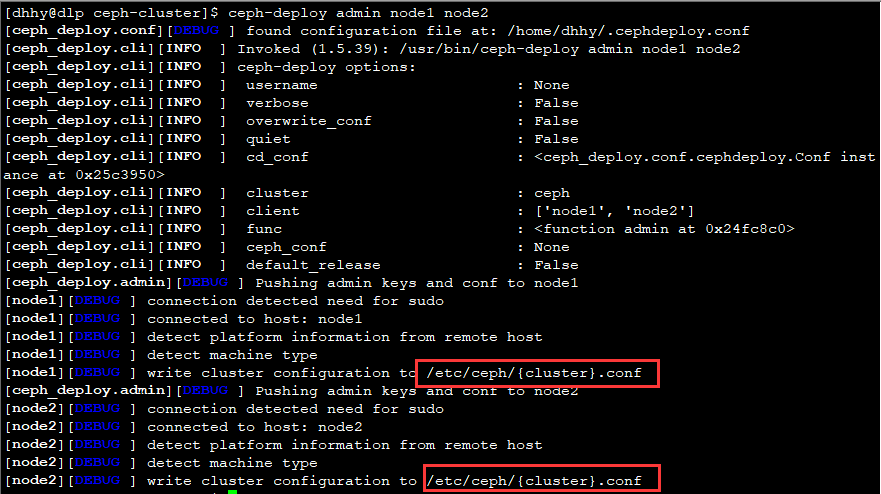 [dhhy@dlp ceph-cluster]$ ceph-deploy admin node1 node2
[ceph_deploy.conf][DEBUG ] found configuration file at: /home/dhhy/.cephdeploy.conf
[ceph_deploy.cli][INFO  ] Invoked (1.5.39): /usr/bin/ceph-deploy admin node1 node2
[ceph_deploy.cli][INFO  ] ceph-deploy options:
[ceph_deploy.cli][INFO  ]  username                      : None
[ceph_deploy.cli][INFO  ]  verbose                       : False
[ceph_deploy.cli][INFO  ]  overwrite_conf                : False
[ceph_deploy.cli][INFO  ]  quiet                         : False
[ceph_deploy.cli][INFO  ]  cd_conf                       : <ceph_deploy.conf.cephdeploy.Conf inst
ance at 0x25c3950>
[ceph_deploy.cli][INFO  ]  cluster                       : ceph
[ceph_deploy.cli][INFO  ]  client                        : ['node1', 'node2']
[ceph_deploy.cli][INFO  ]  func                          : <function admin at 0x24fc8c0>
[ceph_deploy.cli][INFO  ]  ceph_conf                     : None
[ceph_deploy.cli][INFO  ]  default_release               : False
[ceph_deploy.admin][DEBUG ] Pushing admin keys and conf to node1
[node1][DEBUG ] connection detected need for sudo
[node1][DEBUG ] connected to host: node1
[node1][DEBUG ] detect platform information from remote host
[node1][DEBUG ] detect machine type
[node1][DEBUG ] write cluster configuration to /etc/ceph/{cluster}.conf
[ceph_deploy.admin][DEBUG ] Pushing admin keys and conf to node2
[node2][DEBUG ] connection detected need for sudo
[node2][DEBUG ] connected to host: node2
[node2][DEBUG ] detect platform information from remote host
[node2][DEBUG ] detect machine type
[node2][DEBUG ] write cluster configuration to /etc/ceph/{cluster}.conf